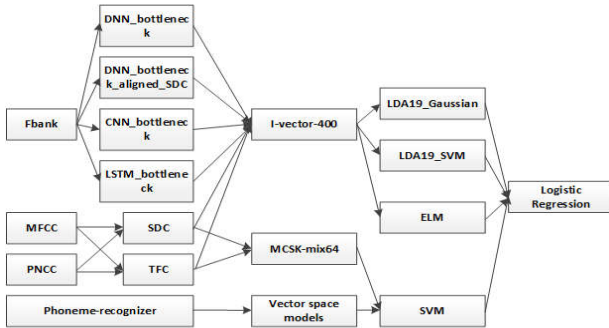 DNN_bottlenec
k
DNN_bottlenec
k_aligned_SDC
Fbank
CNN_bottlenec
k
LSTM_bottlene
ck
I-vector-400
LDA19_Gaussian
LDA19_SVM
ELM
Logistic
Regression
MFCC
SDC
PNCC
TFC
MCSK-mix64
Phoneme-recognizer
Vector space
models
SVM